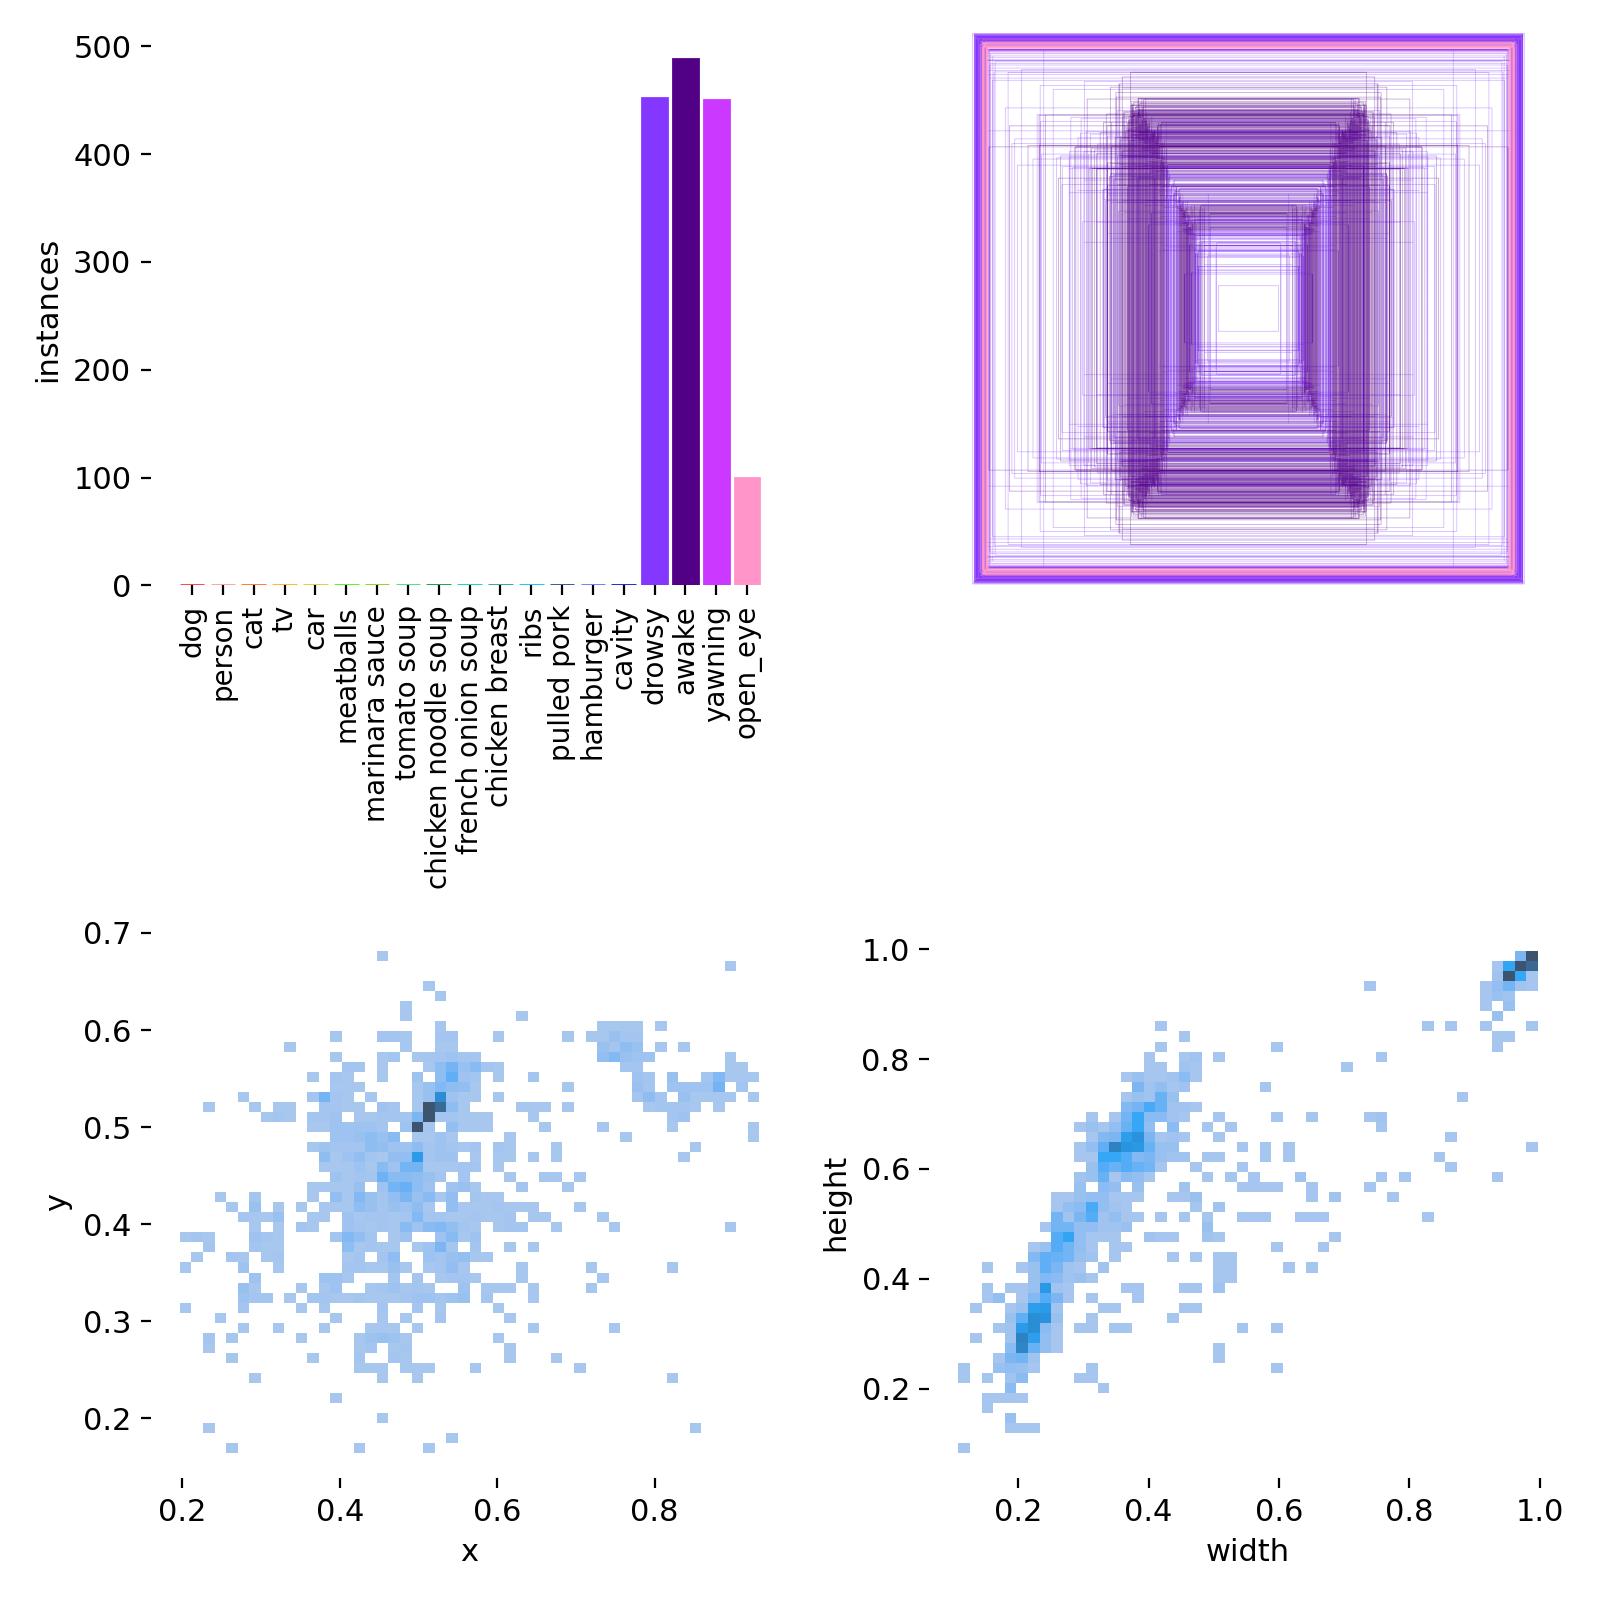 500
400
300
200
100
0
instances
dog
person
cat
tv
car
meatballs
marinara sauce
tomato soup
chicken noodle soup
french onion soup
chicken breast
ribs
pulled pork
hamburger
cavity
drowsy
awake
yawning
open_eye
0.7
0.6
0.5
0.4
0.3
0.2
y
0.2 0.4 0.6 0.8
x
1.0
0.8
0.6
0.4
0.2
height
0.2 0.4 0.6 0.8 1.0
width